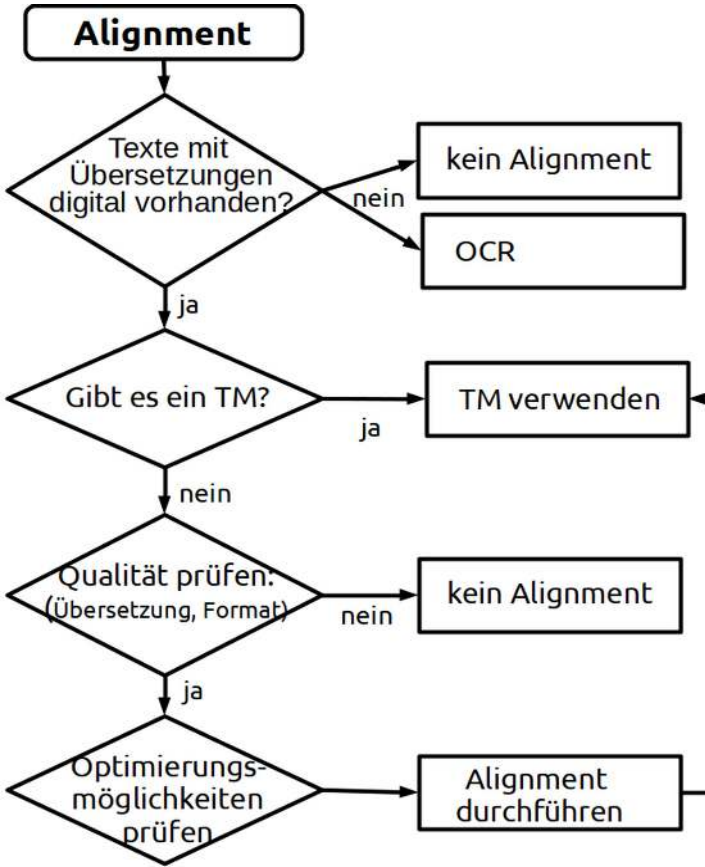 Alignment
Texte mit
Übersetzungen
digital vorhanden?
kein Alignment
nein
OCR
ja
Gibt es ein TM?
TM verwenden
ja
nein
Qualität prüfen:
(Übersetzung, Format)
kein Alignment
nein
ja
Optimierungs-
möglichkeiten
prüfen
Alignment
durchführen